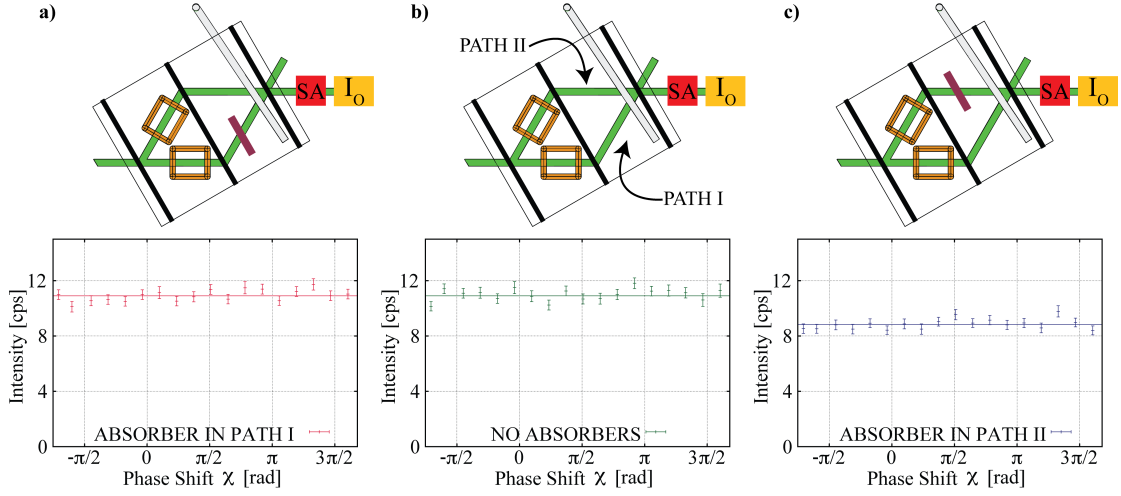 a)
SA
I_O
Intensity [cps]
12
8
4
0
ABSORBER IN PATH I
-π/2
0
π/2
π
3π/2
Phase Shift χ [rad]
b)
PATH II
SA
I_O
PATH I
Intensity [cps]
12
8
4
0
NO ABSORBERS
-π/2
0
π/2
π
3π/2
Phase Shift χ [rad]
c)
SA
I_O
Intensity [cps]
12
8
4
0
ABSORBER IN PATH II
-π/2
0
π/2
π
3π/2
Phase Shift χ [rad]